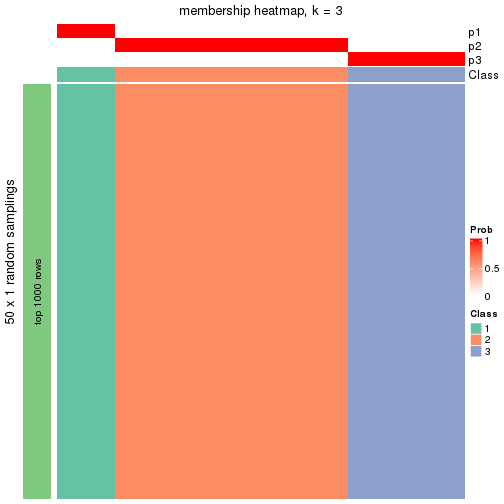 membership heatmap, k = 3
p1
p2
p3
Class
50 x 1 random samplings
top 1000 rows
Prob
1
0.5
0
Class
1
2
3